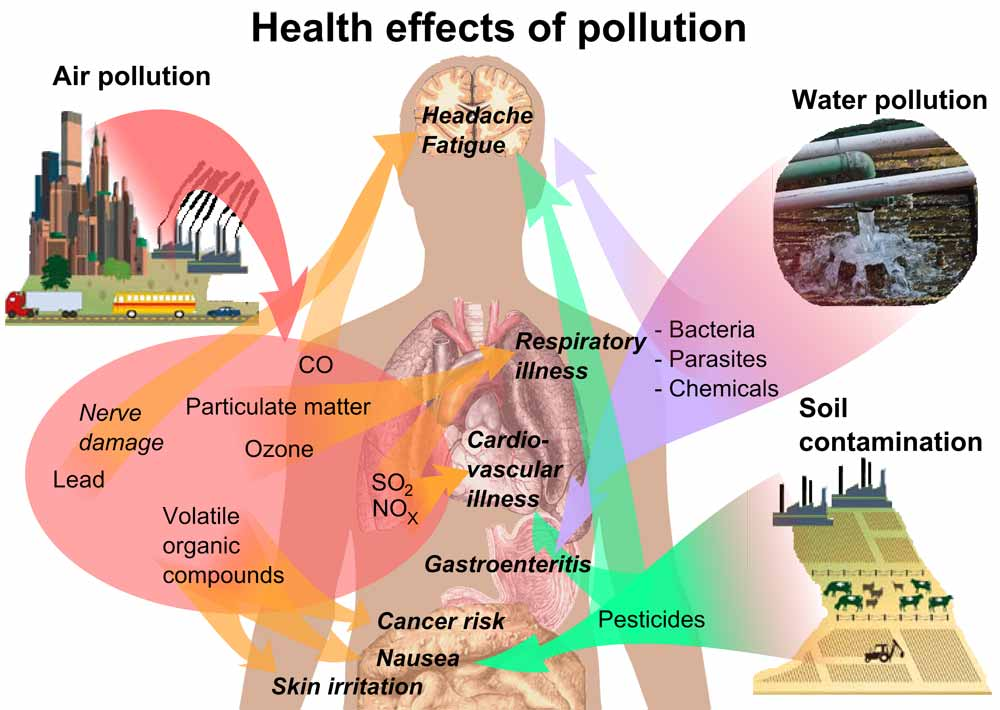 Health effects of pollution
Air pollution
Water pollution
Headache
Fatigue
- Bacteria
- Parasites
- Chemicals
CO
Respiratory
illness
Particulate matter
Nerve
damage
Ozone
Lead
Soil
contamination
Cardio-
vascular
illness
SO2
NOX
Volatile
organic
compounds
Gastroenteritis
Cancer risk
Pesticides
Nausea
Skin irritation